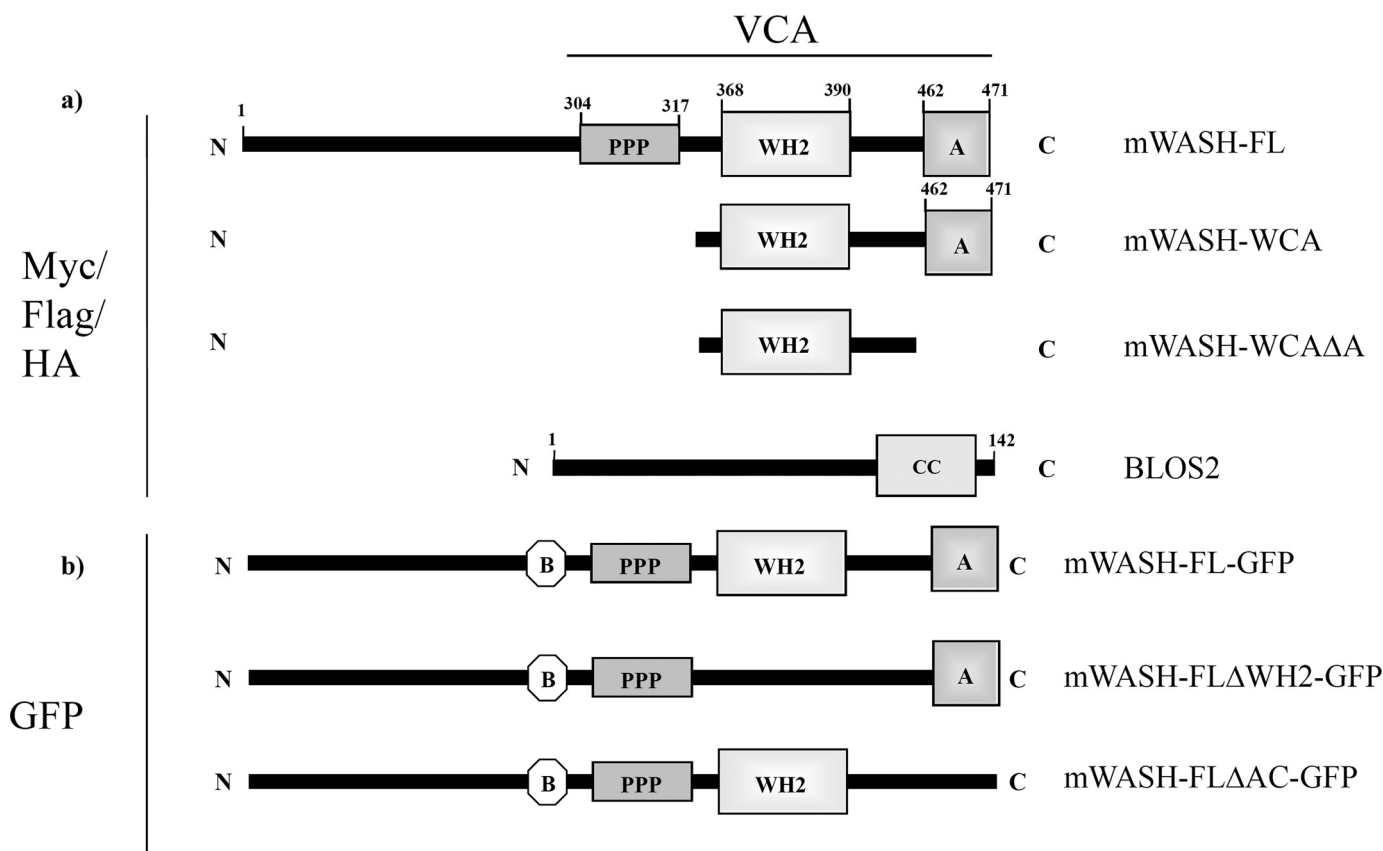 VCA
a)
1 304 317 368 390 462 471
N PPP WH2 A C mWASH-FL
462 471
N WH2 A C mWASH-WCA
Myc/
Flag/
HA
N WH2 C mWASH-WCAΔA
1 142
N CC C BLOS2
b)
N B PPP WH2 A C mWASH-FL-GFP
N B PPP A C mWASH-FLΔWH2-GFP
GFP
N B PPP WH2 C mWASH-FLΔAC-GFP